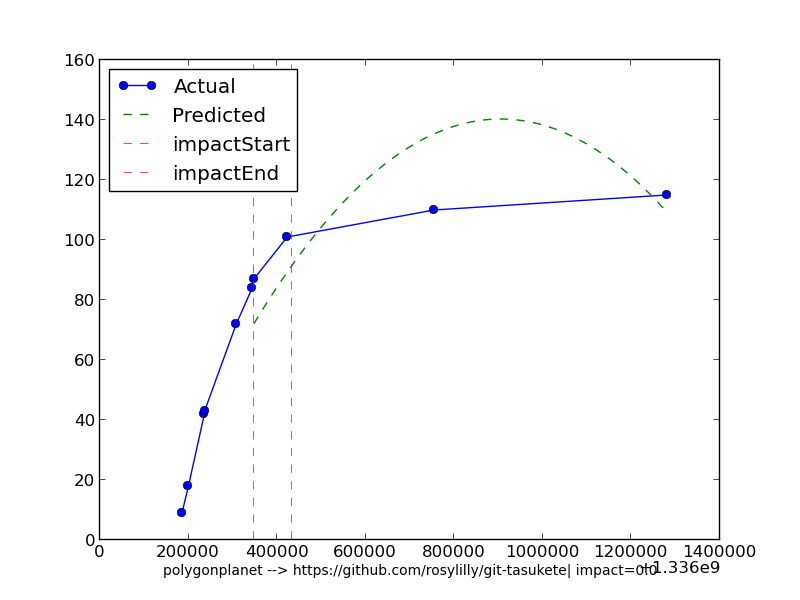 160
140
120
100
80
60
40
20
0
Actual
Predicted
impactStart
impactEnd
0 200000 400000 600000 800000 1000000 1200000 1400000
polygonplanet --> https://github.com/rosylilly/git-tasukete| impact=0.0
+1.336e9